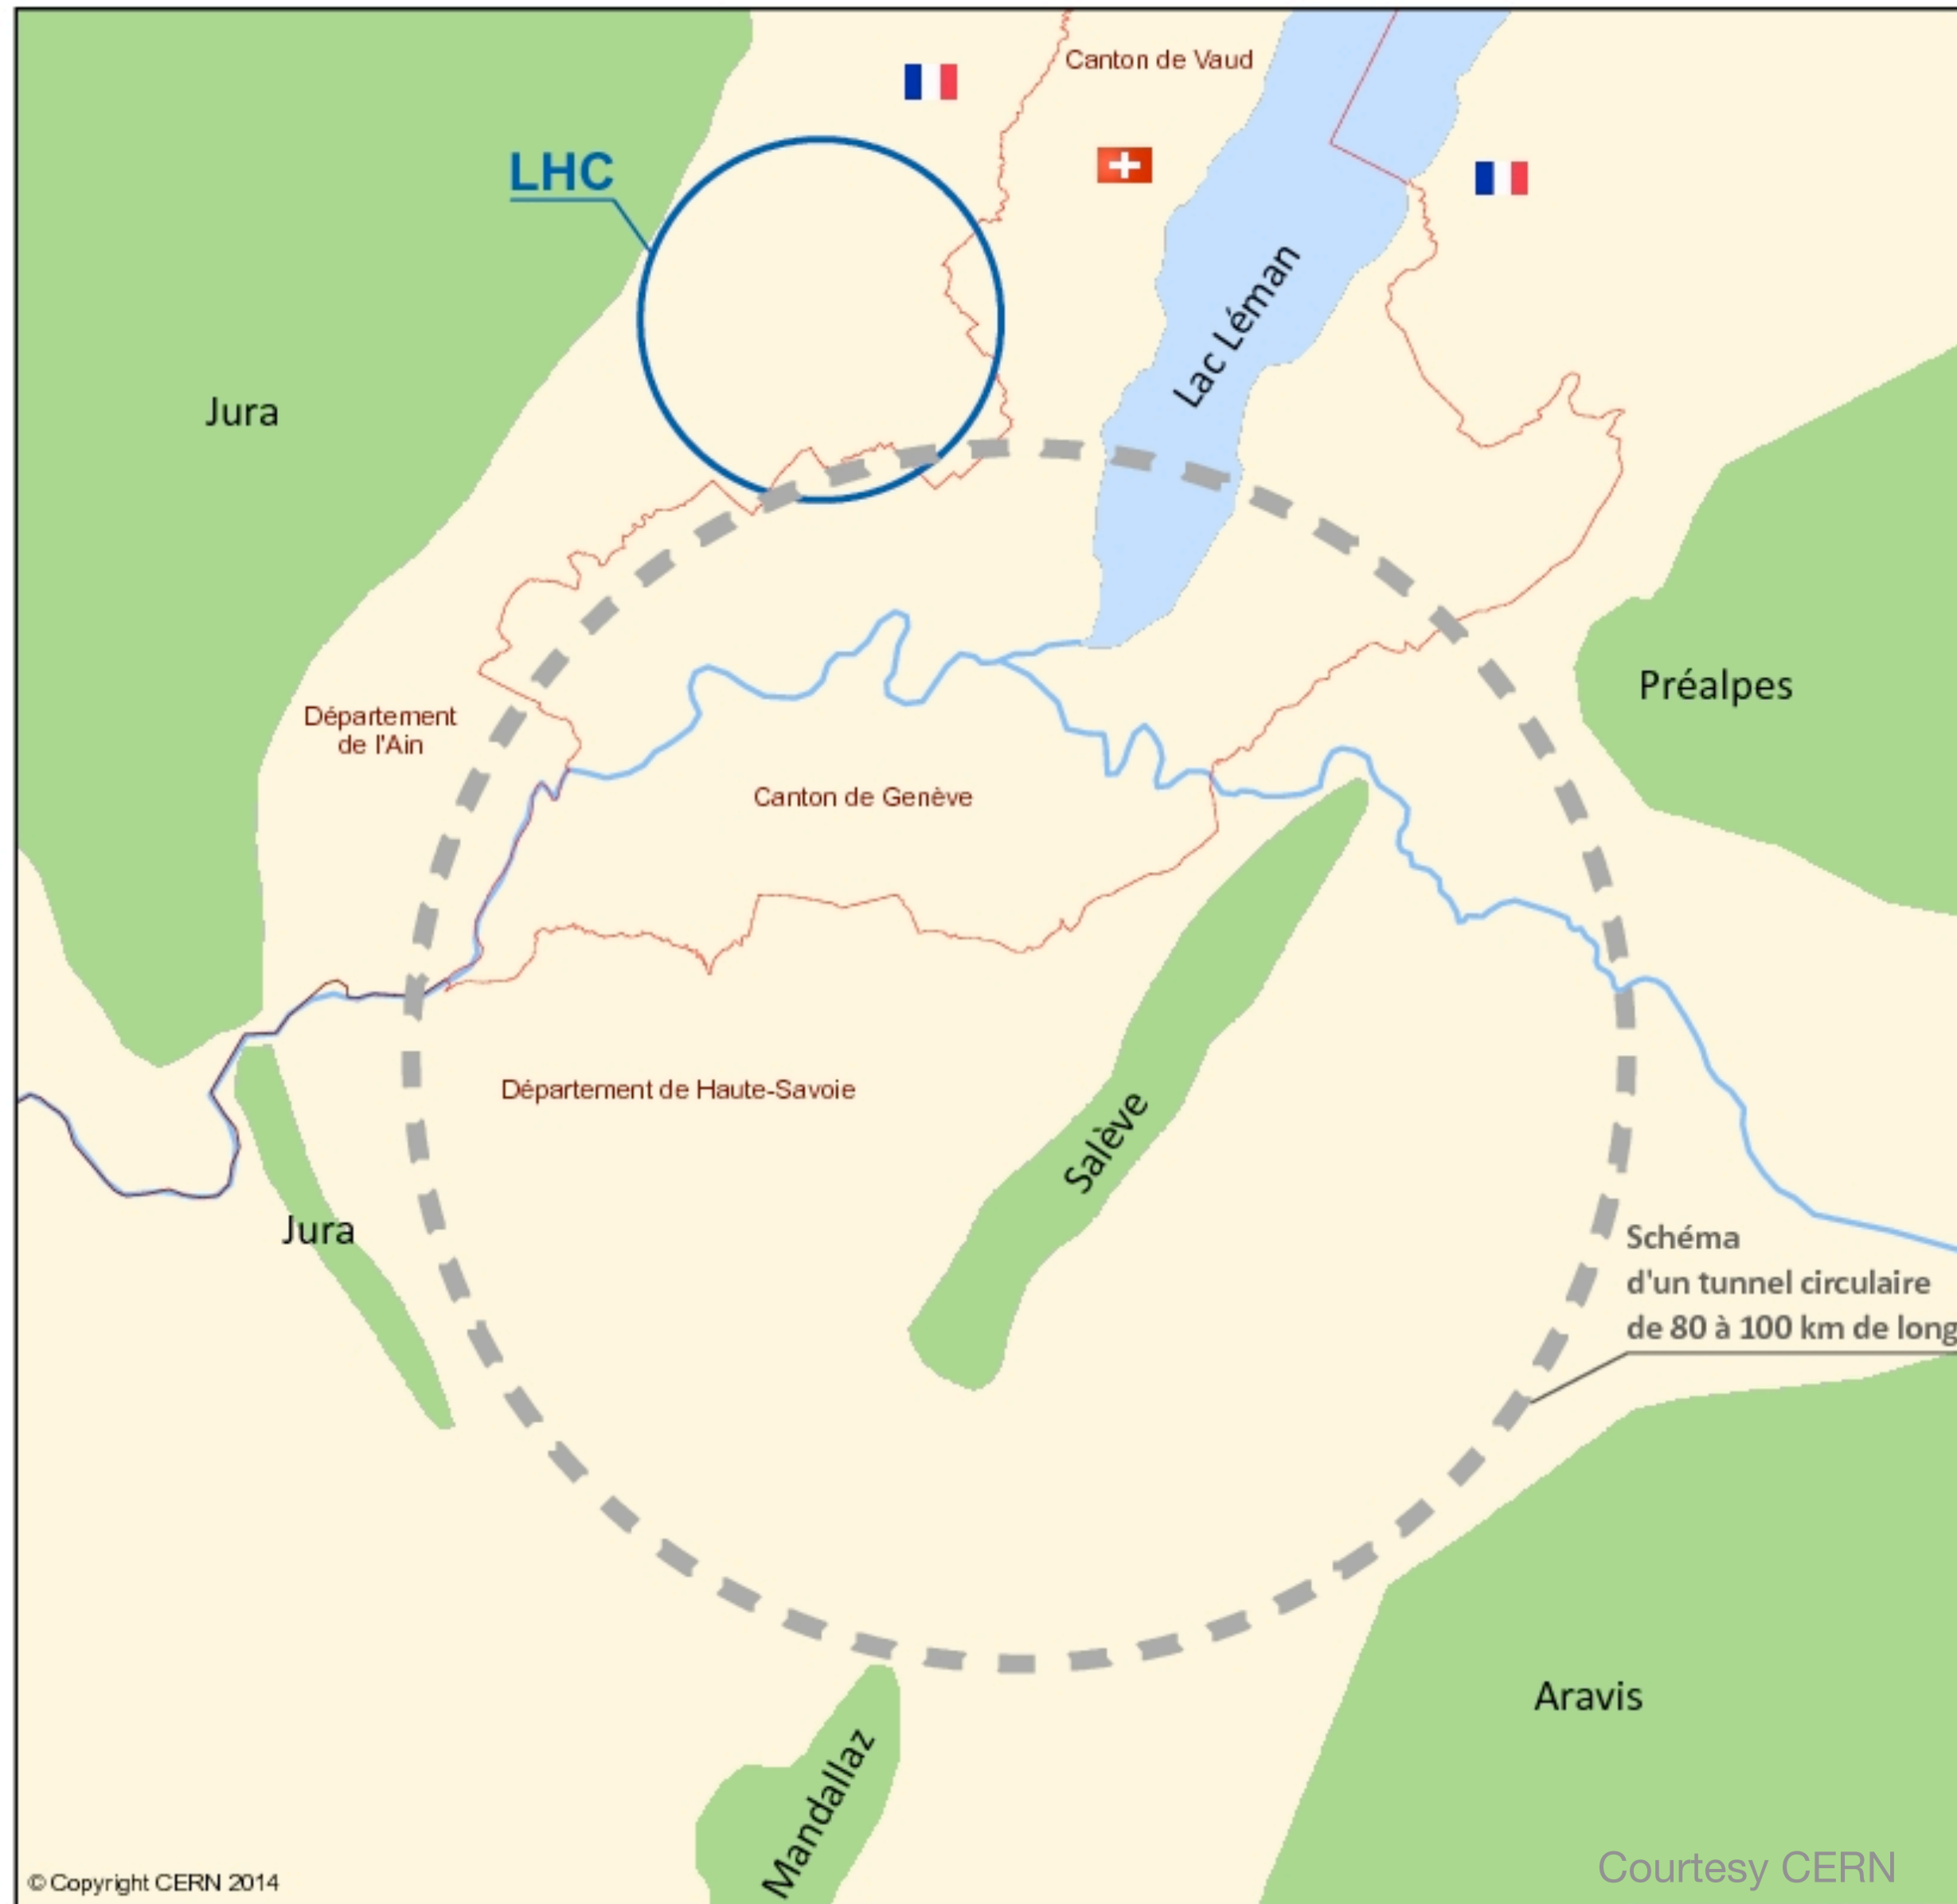 Canton de Vaud
LHC
Lac Léman
Jura
Préalpes
Département
de l'Ain
Canton de Genève
Département de Haute-Savoie
Salève
Jura
Schéma
d'un tunnel circulaire
de 80 à 100 km de long
Aravis
Mandallaz
© Copyright CERN 2014
Courtesy CERN